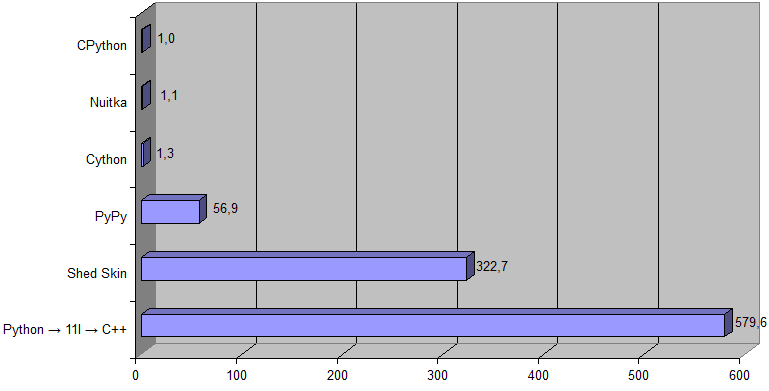 CPython 1,0
Nuitka 1,1
Cython 1,3
PyPy 56,9
Shed Skin 322,7
Python → 11l → C++ 579,6
0 100 200 300 400 500 600